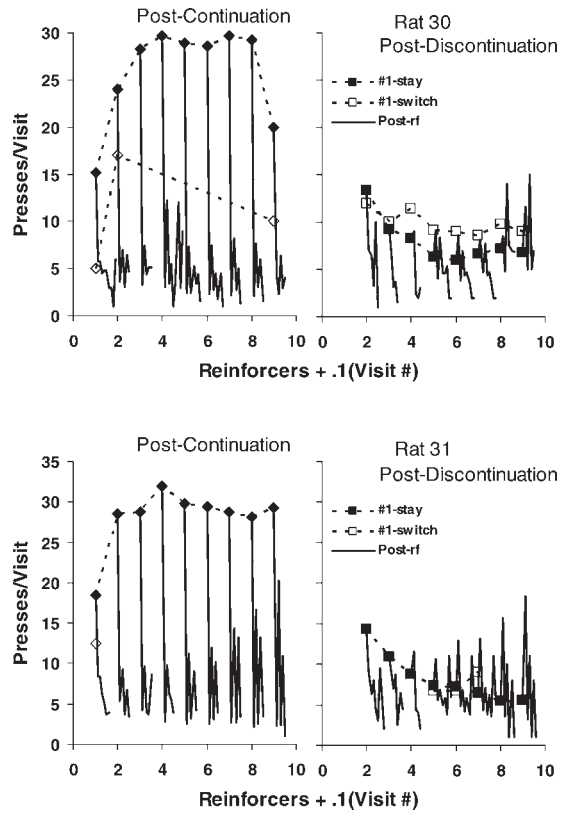 Post-Continuation
Rat 30
Post-Discontinuation
30
25
20
15
10
5
0
Presses/Visit
#1-stay
#1-switch
Post-rf
0 2 4 6 8 10
0 2 4 6 8 10
Reinforcers + .1(Visit #)
Post-Continuation
Rat 31
Post-Discontinuation
35
30
25
20
15
10
5
0
Presses/Visit
#1-stay
#1-switch
Post-rf
0 2 4 6 8 10
0 2 4 6 8 10
Reinforcers + .1(Visit #)